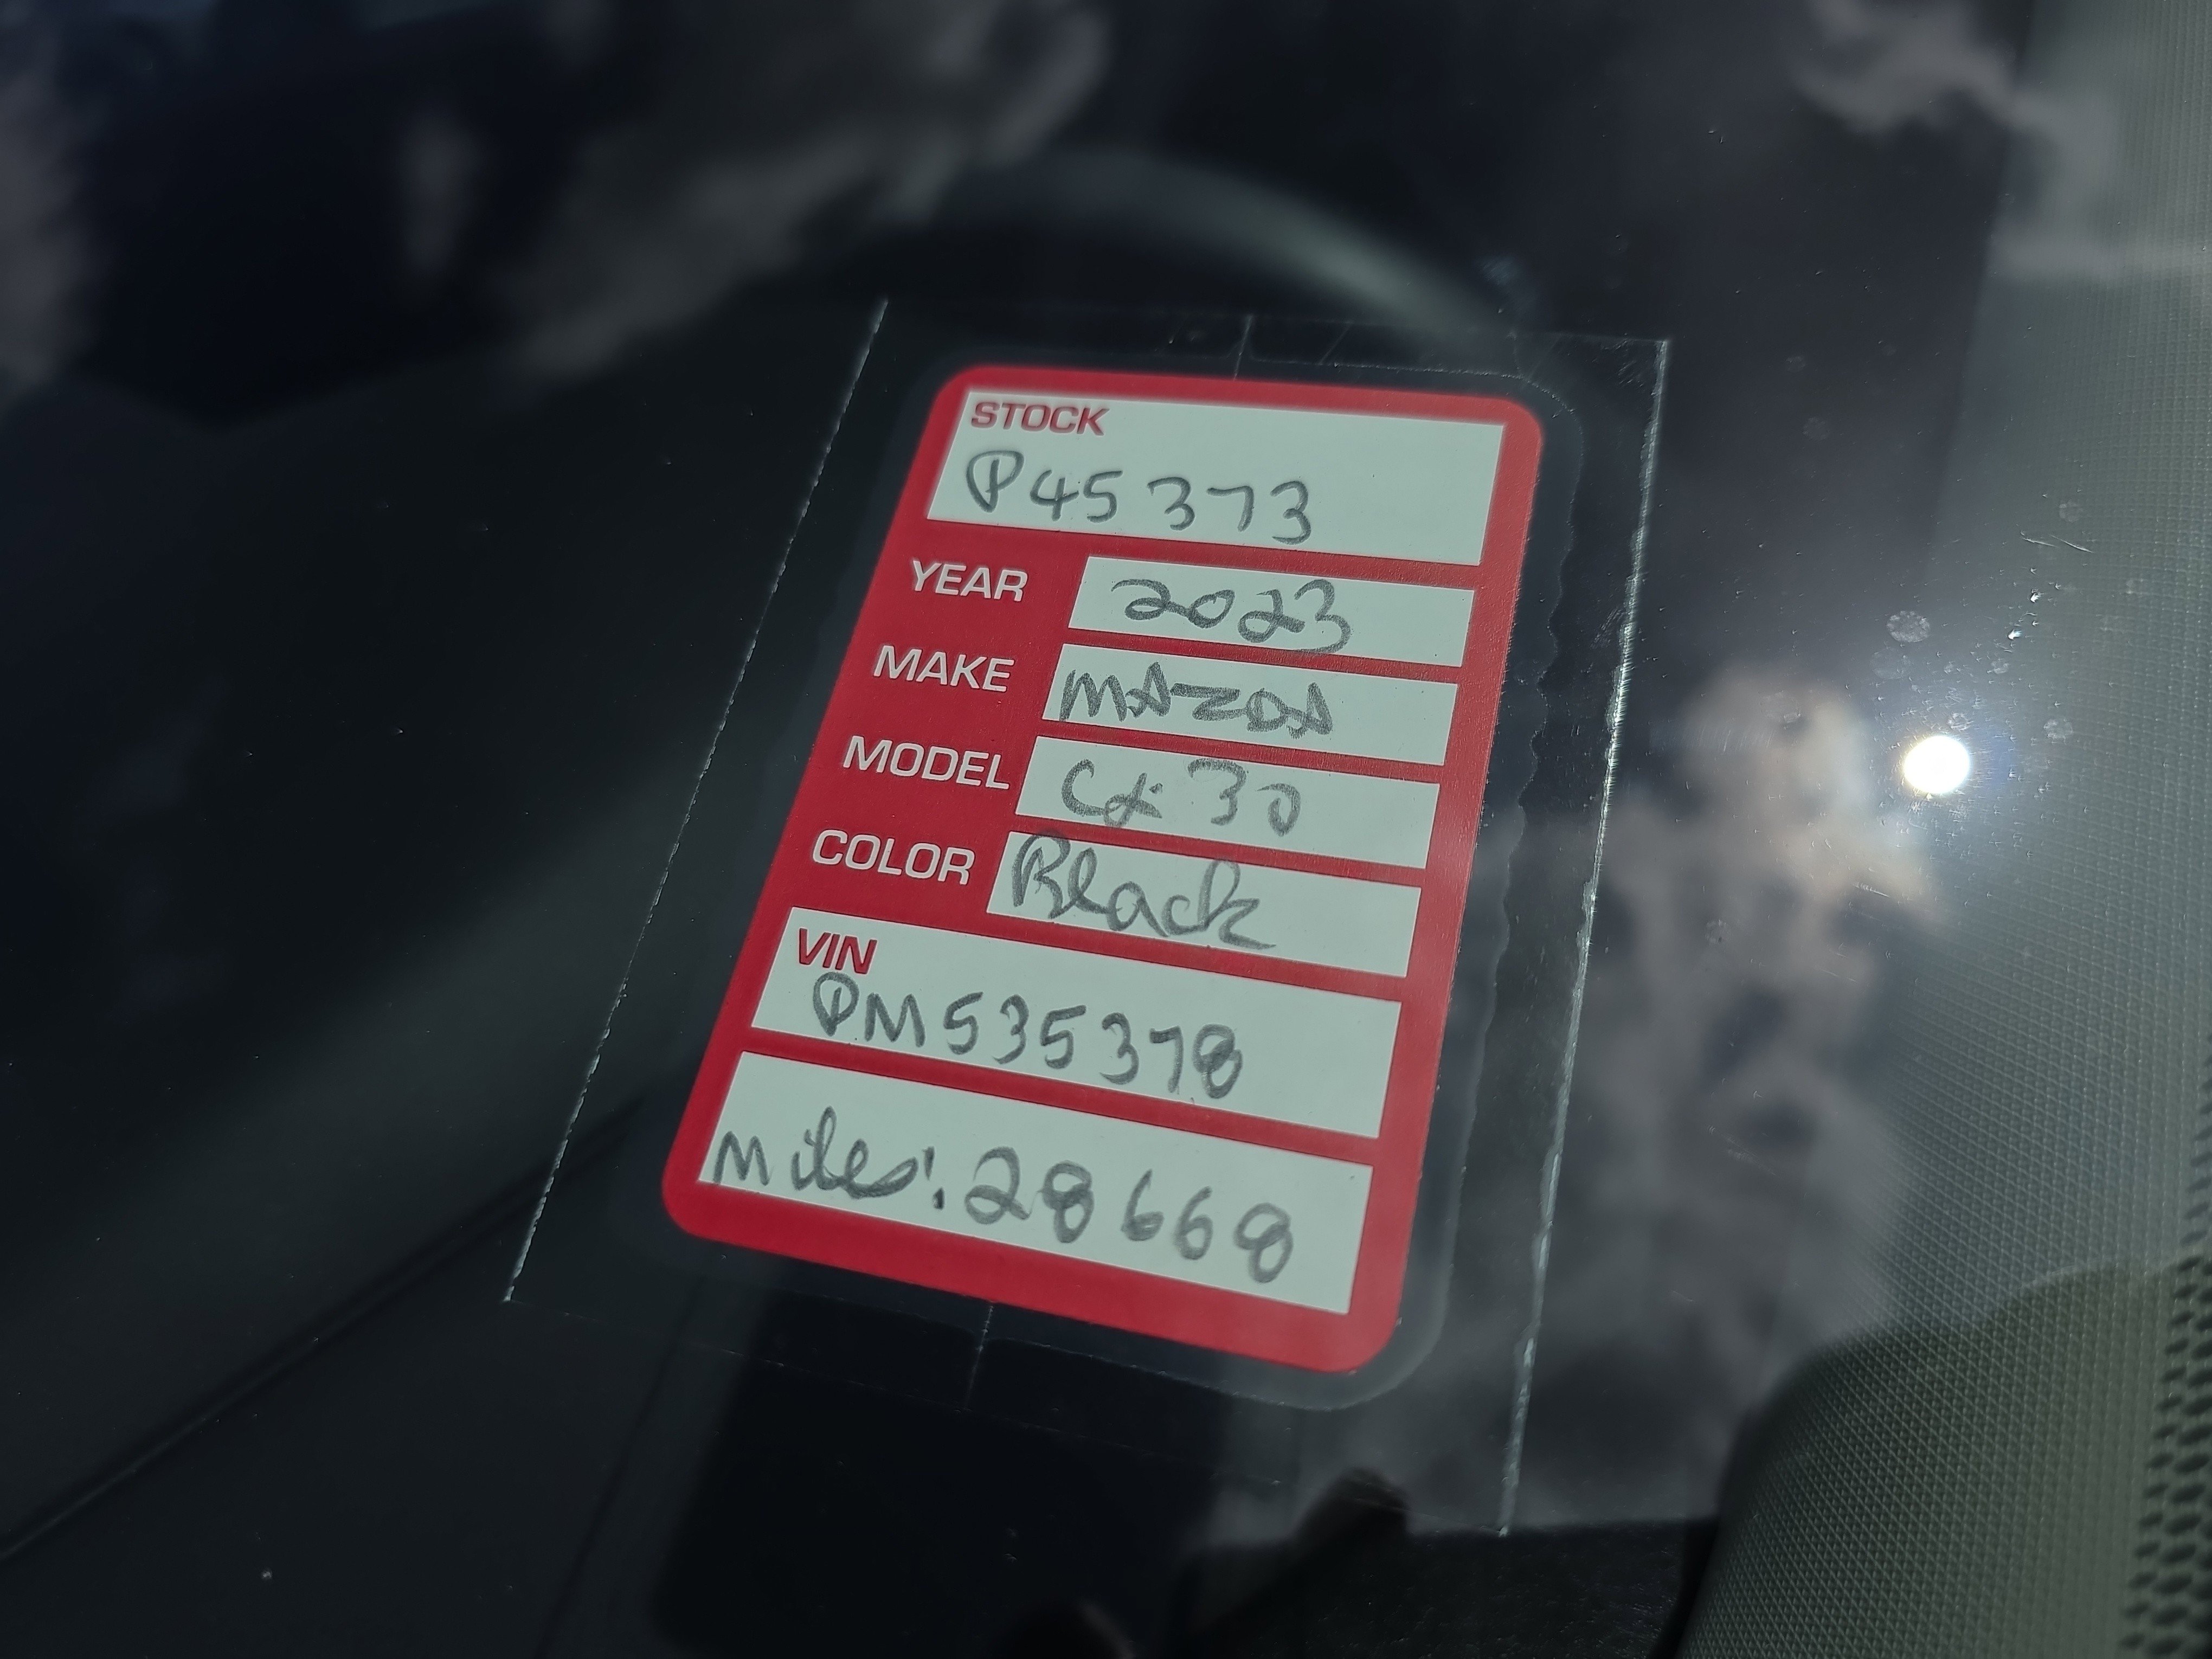 STOCK
P45373
YEAR 2023
MAKE MAZDA
MODEL Cx 30
COLOR Black
VIN
PM535378
Miles: 28668